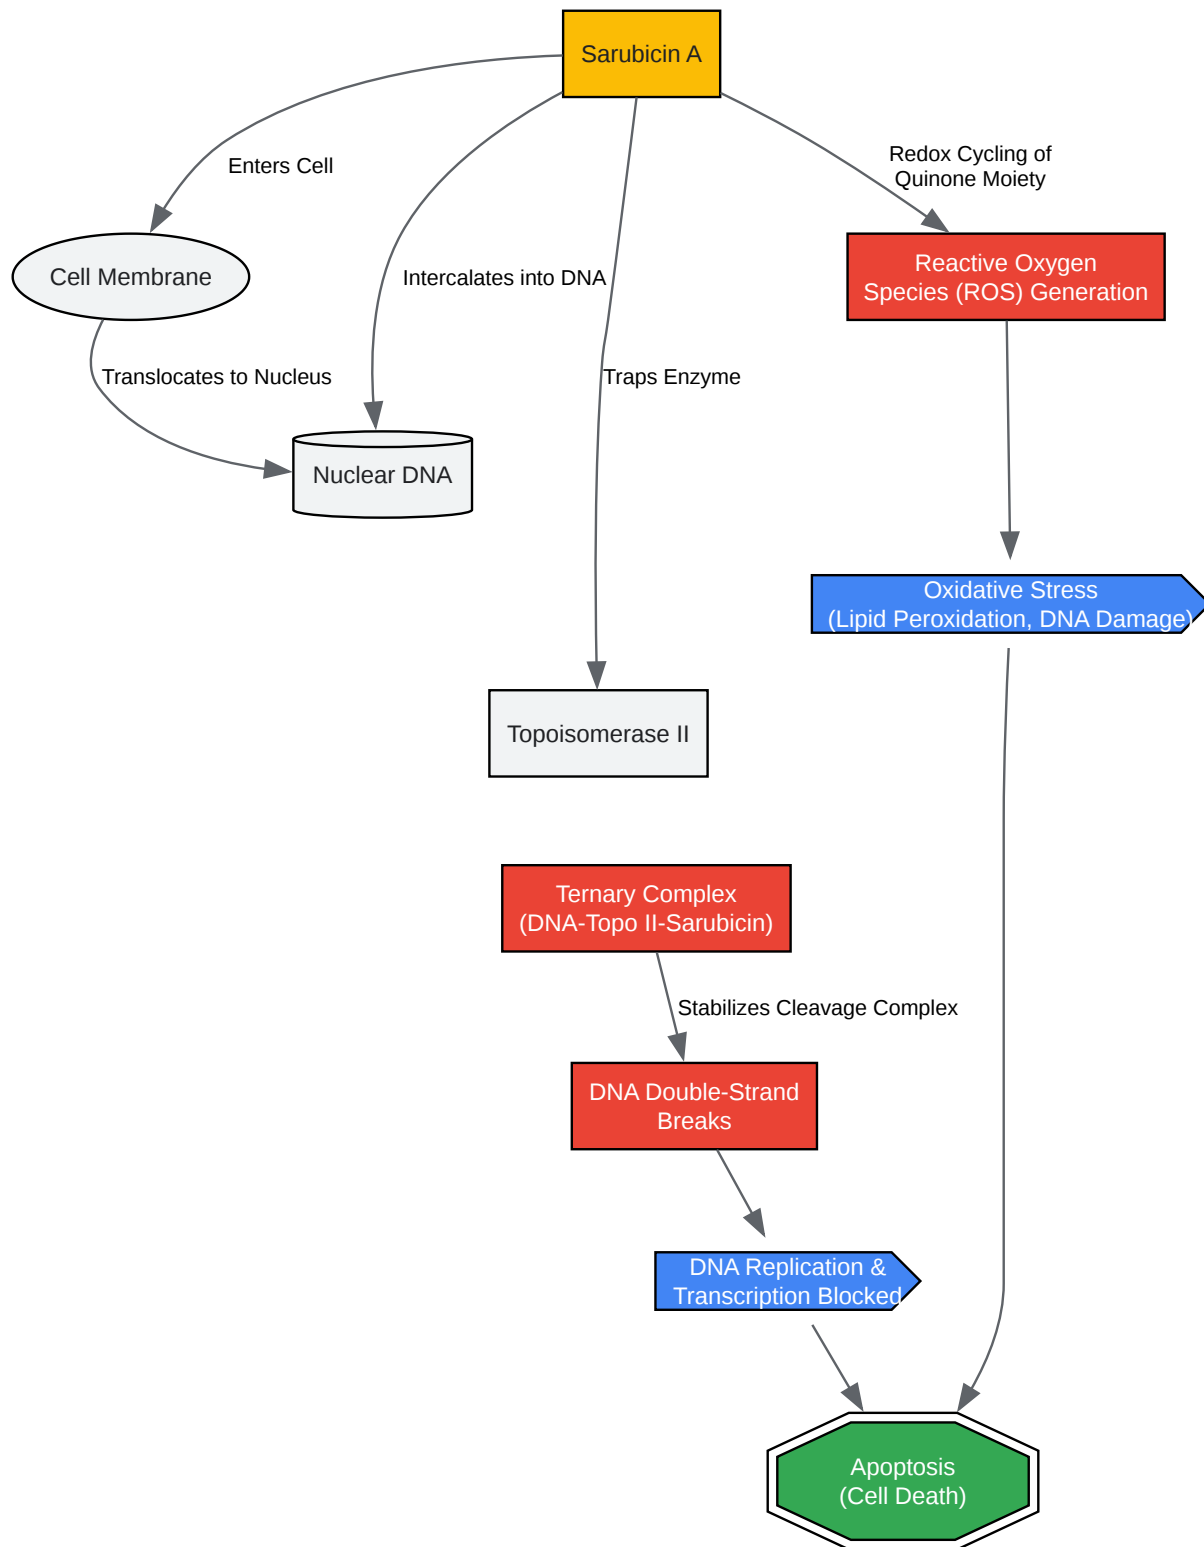 Sarubicin A
Enters Cell
Redox Cycling of
Quinone Moiety
Cell Membrane
Intercalates into DNA
Reactive Oxygen
Species (ROS) Generation
Translocates to Nucleus
Traps Enzyme
Nuclear DNA
Oxidative Stress
(Lipid Peroxidation, DNA Damage)
Topoisomerase II
Ternary Complex
(DNA-Topo II-Sarubicin)
Stabilizes Cleavage Complex
DNA Double-Strand
Breaks
DNA Replication &
Transcription Blocked
Apoptosis
(Cell Death)